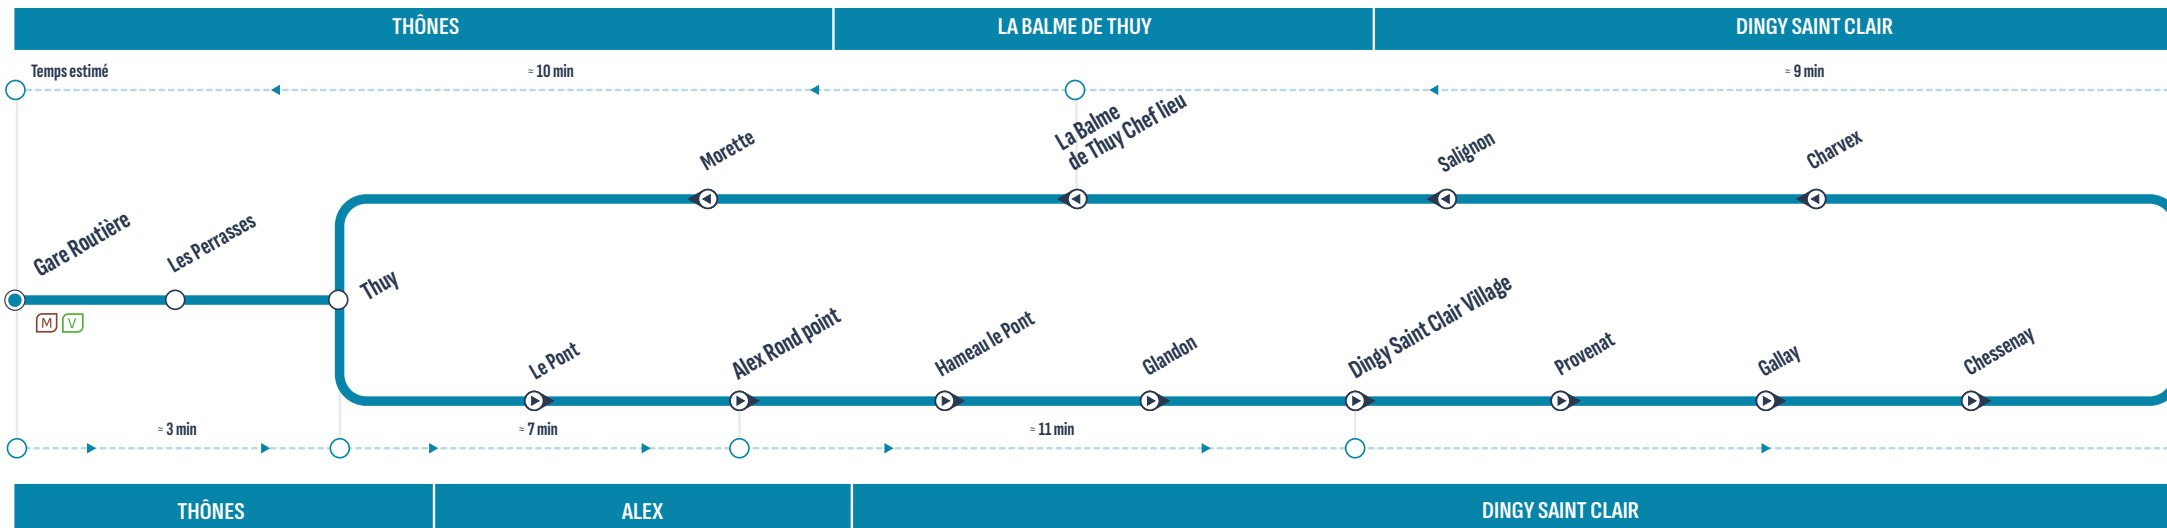 THÔNES
LA BALME DE THUY
DINGY SAINT CLAIR
Temps estimé
≈ 10 min
≈ 9 min
Morette
La Balme
de Thuy Chef lieu
Salignon
Charvex
Gare Routière
Les Perrasses
Thuy
M V
Le Pont
Alex Rond point
Hameau le Pont
Glandon
Dingy Saint Clair Village
Provenat
Gallay
Chessenay
≈ 3 min
≈ 7 min
≈ 11 min
THÔNES
ALEX
DINGY SAINT CLAIR